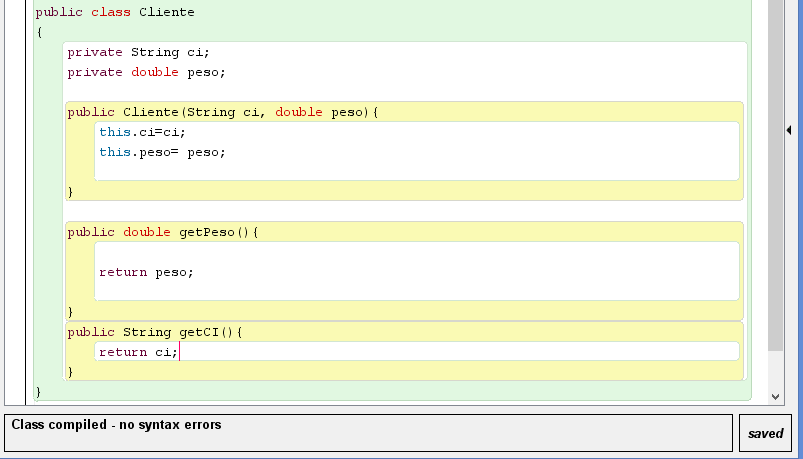 public class Cliente
{
private String ci;
private double peso;
public Cliente(String ci, double peso){
this.ci=ci;
this.peso= peso;
}
public double getPeso(){
return peso;
}
public String getCI(){
return ci;
}
}
Class compiled - no syntax errors
saved